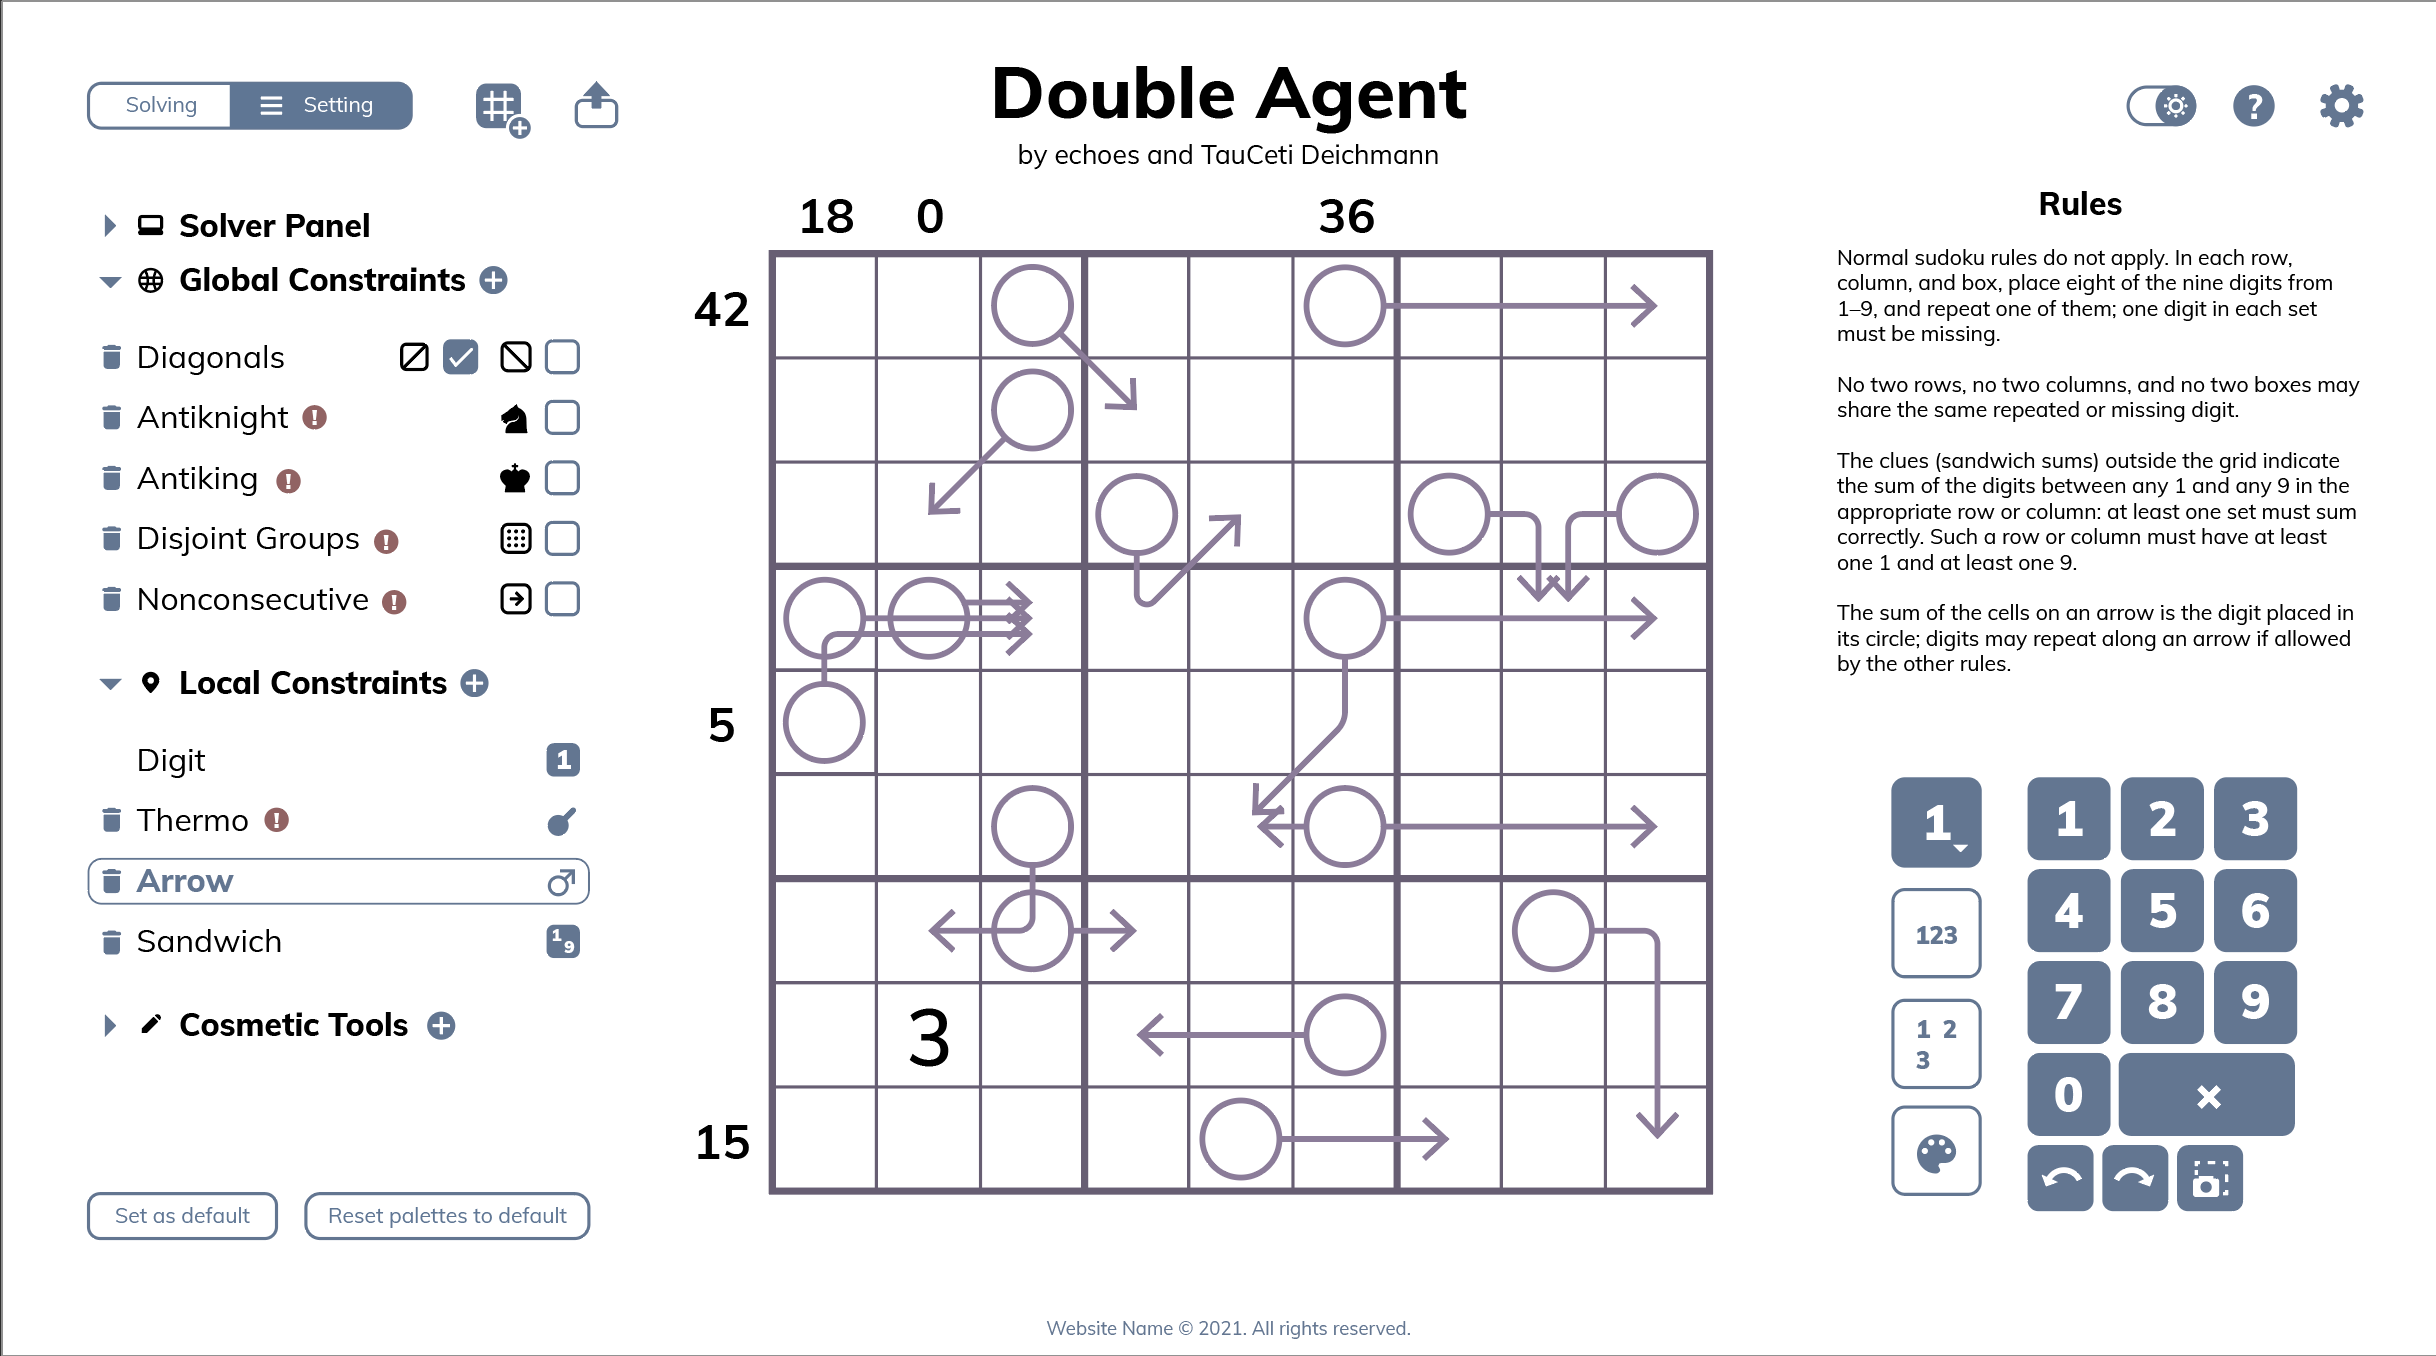 Solving
Setting
Double Agent
by echoes and TauCeti Deichmann
Solver Panel
Global Constraints
Diagonals
Antiknight !
Antiking !
Disjoint Groups !
Nonconsecutive !
Local Constraints
Digit 1
Thermo !
Arrow
Sandwich 1 9
Cosmetic Tools
Set as default
Reset palettes to default
18 0 36
42
5
3
15
?
Rules
Normal sudoku rules do not apply. In each row,
column, and box, place eight of the nine digits from
1–9, and repeat one of them; one digit in each set
must be missing.
No two rows, no two columns, and no two boxes may
share the same repeated or missing digit.
The clues (sandwich sums) outside the grid indicate
the sum of the digits between any 1 and any 9 in the
appropriate row or column: at least one set must sum
correctly. Such a row or column must have at least
one 1 and at least one 9.
The sum of the cells on an arrow is the digit placed in
its circle; digits may repeat along an arrow if allowed
by the other rules.
1
123
1 2
3
1 2 3
4 5 6
7 8 9
0 ×
Website Name © 2021. All rights reserved.